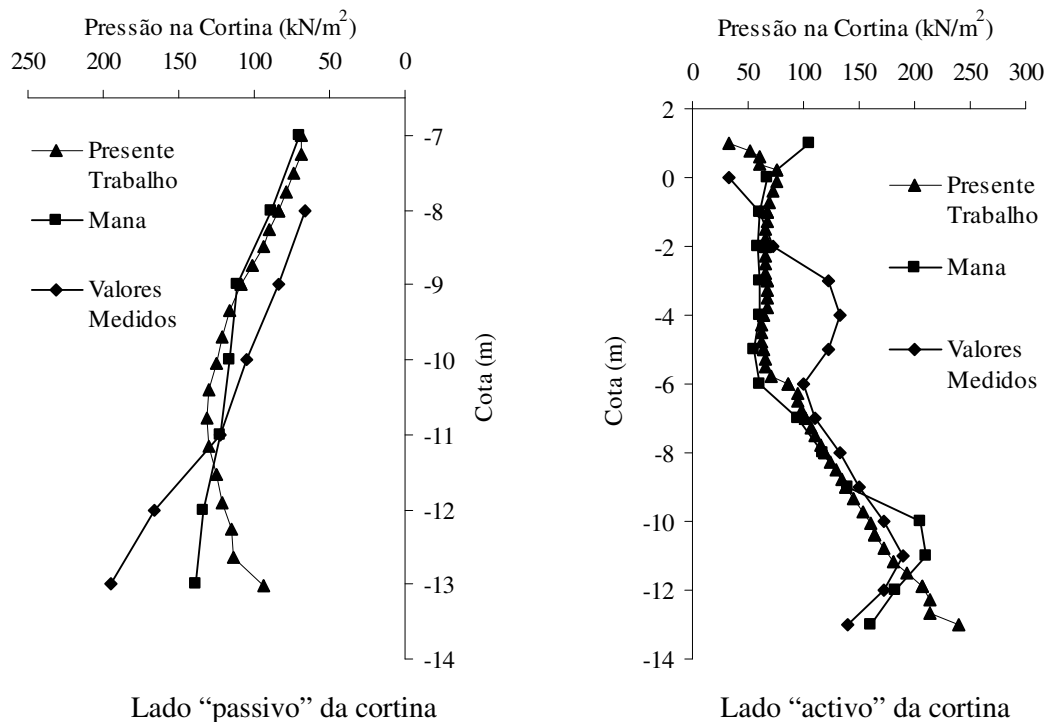 Pressão na Cortina (kN/m²)
250 200 150 100 50 0
-7
-8
-9
-10
-11
-12
-13
-14
Cota (m)
Presente
Trabalho
Mana
Valores
Medidos
Lado “passivo” da cortina
Pressão na Cortina (kN/m²)
0 50 100 150 200 250 300
2
0
-2
-4
-6
-8
-10
-12
-14
Cota (m)
Presente
Trabalho
Mana
Valores
Medidos
Lado “activo” da cortina